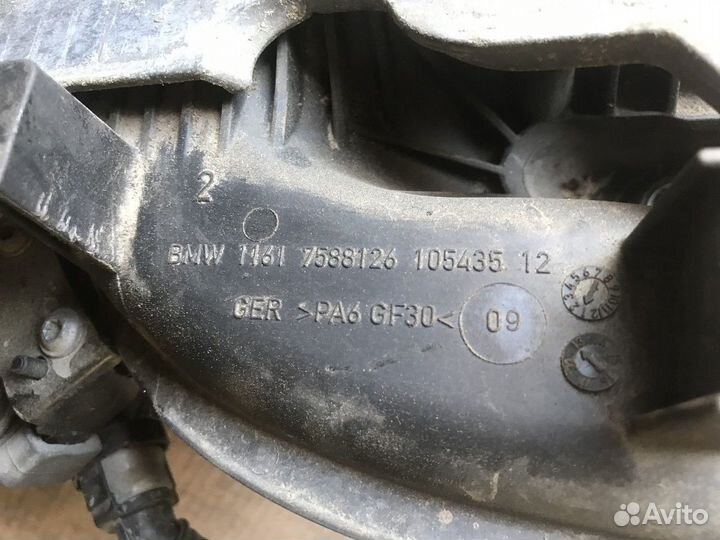 2
BMW 1161 7588126 105435 12
GER >PA6 GF30< 09
Avito